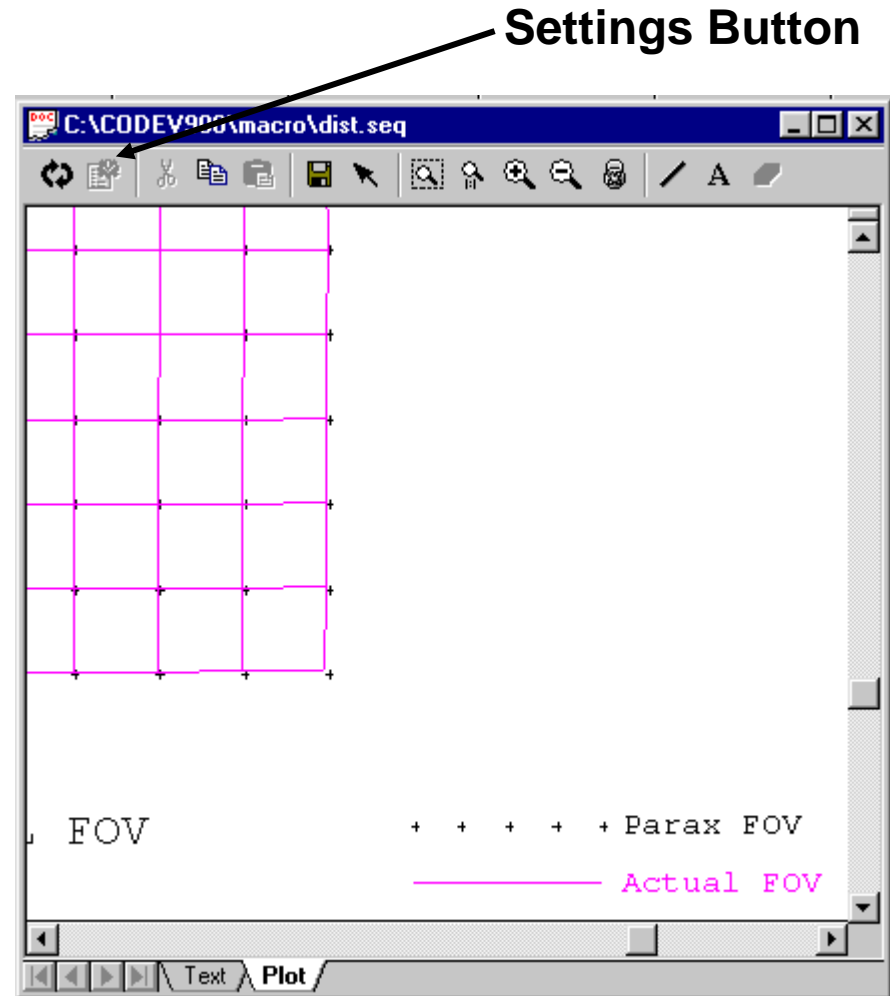 Settings Button
C:\CODEV900\macro\dist.seq
A
FOV
Parax FOV
Actual FOV
Text
Plot